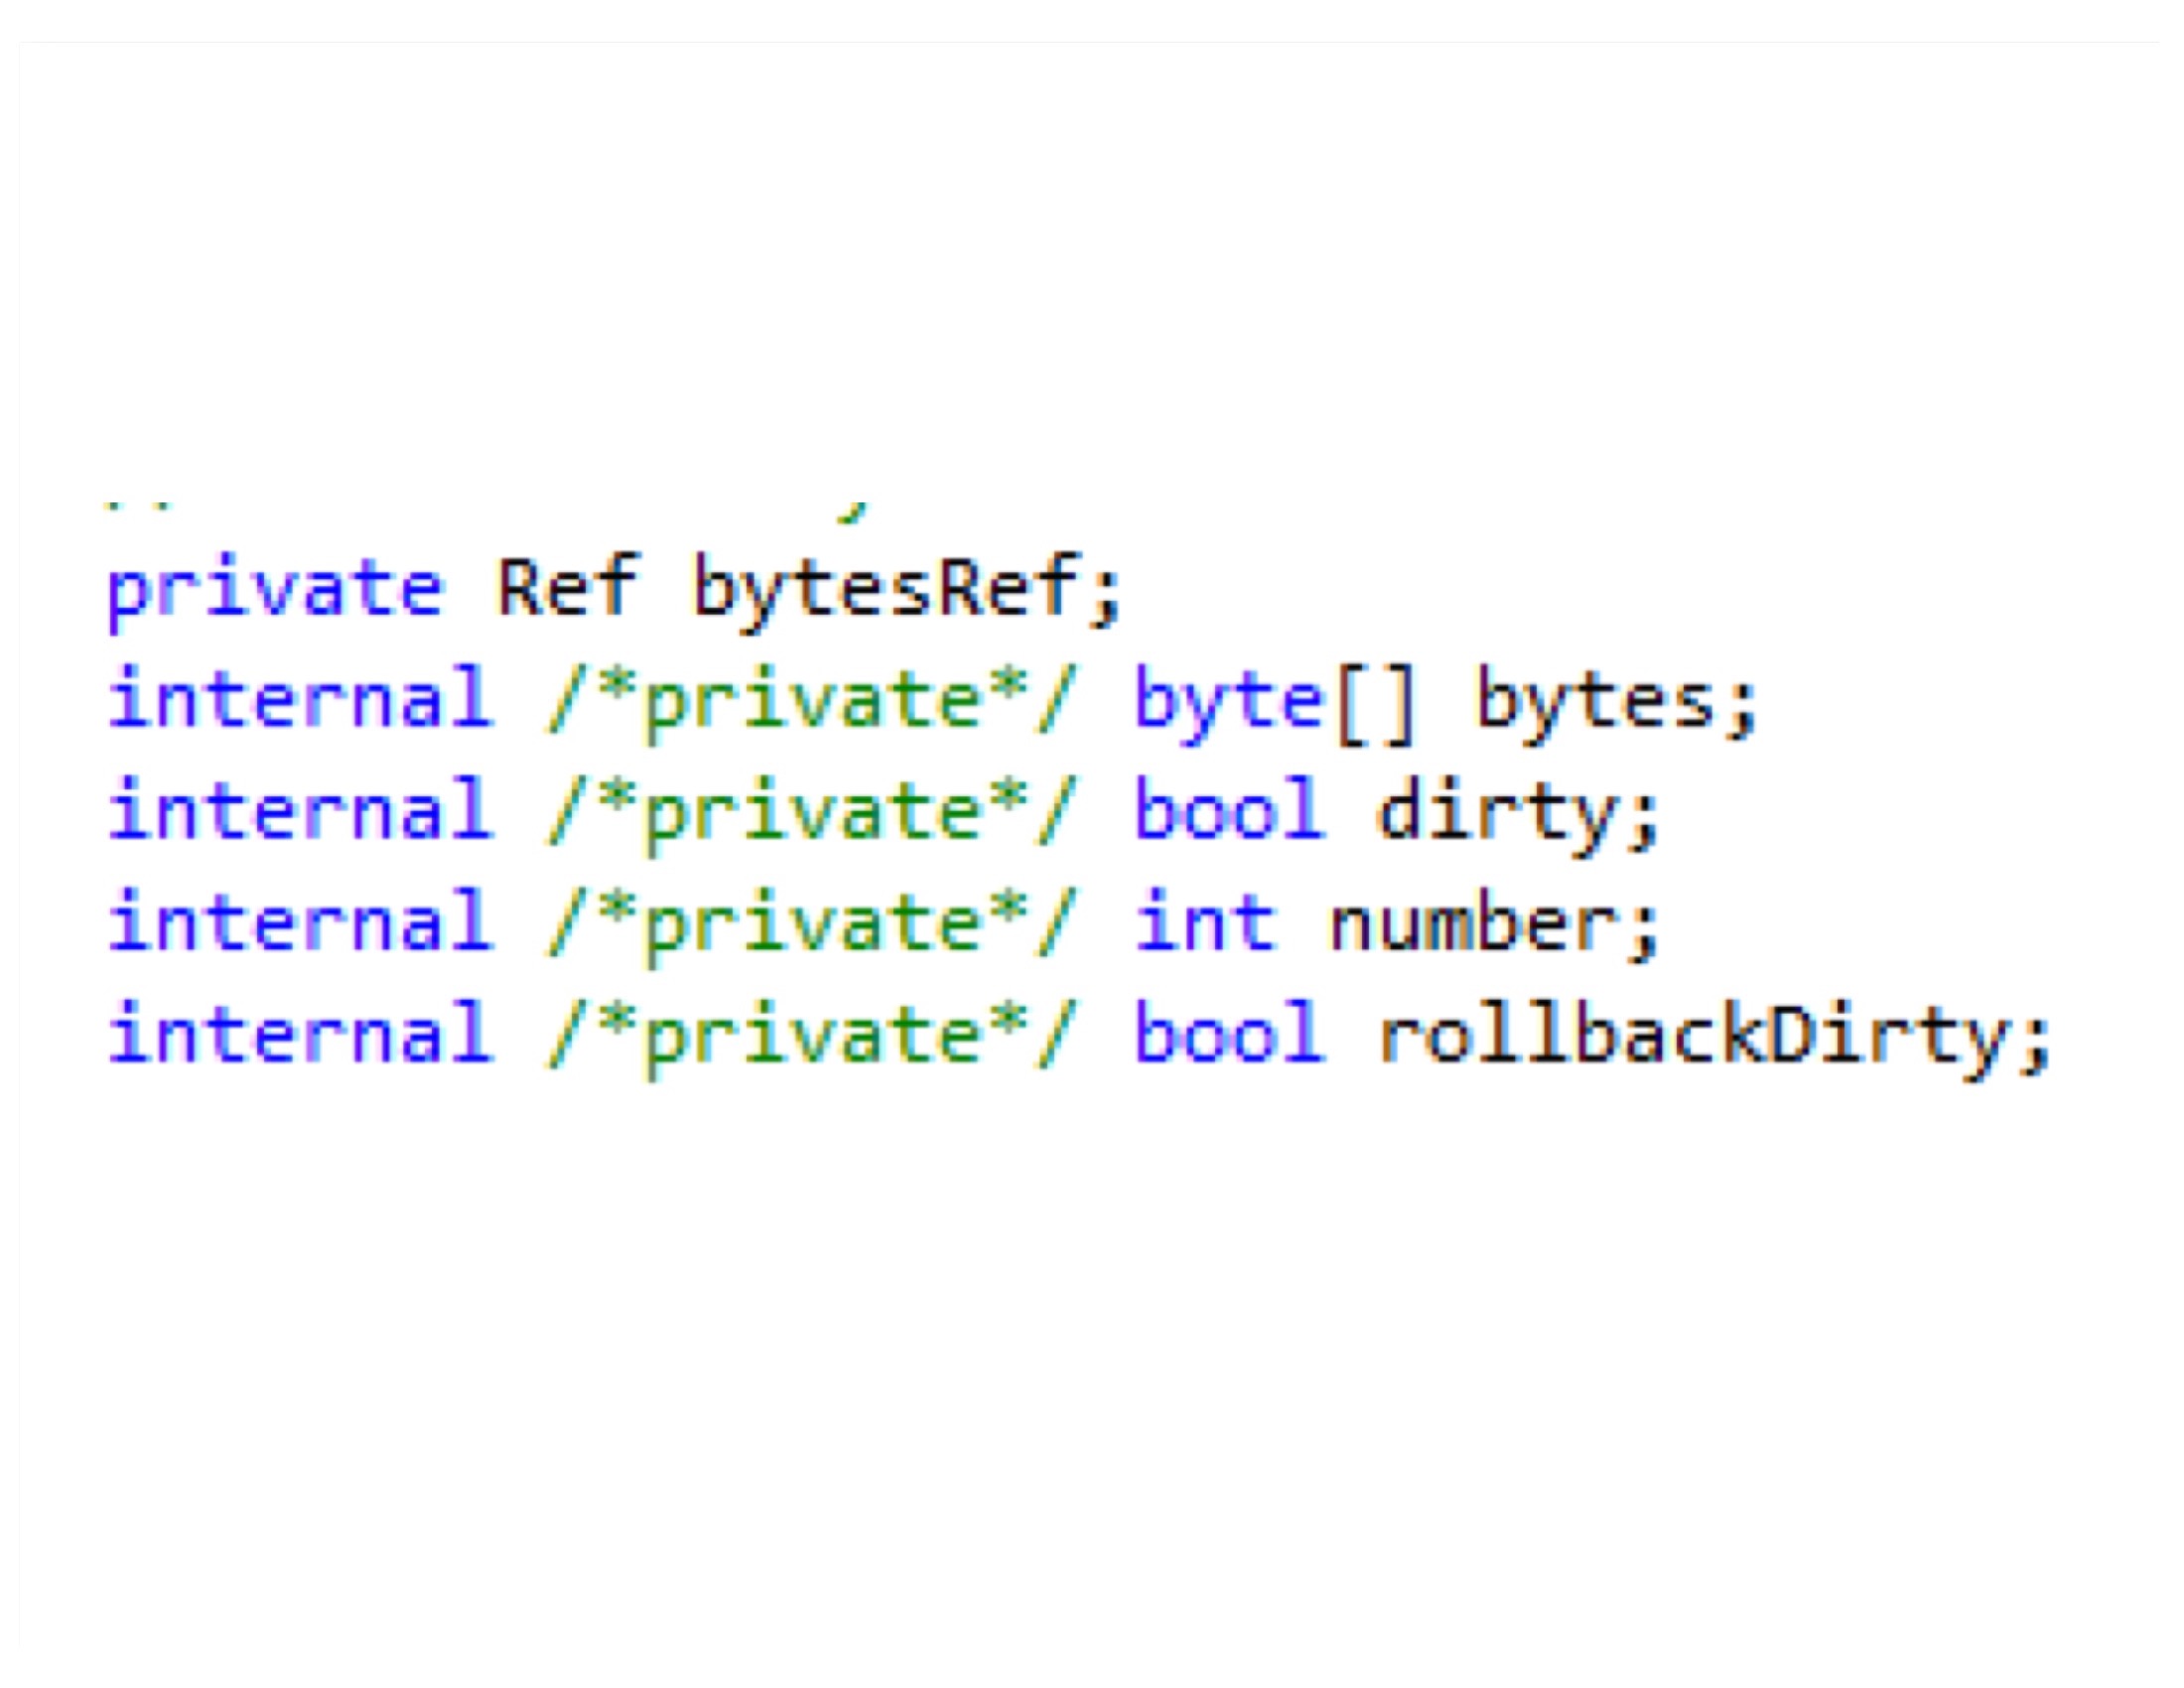 private Ref bytesRef;
internal /*private*/ byte[] bytes;
internal /*private*/ bool dirty;
internal /*private*/ int number;
internal /*private*/ bool rollbackDirty;